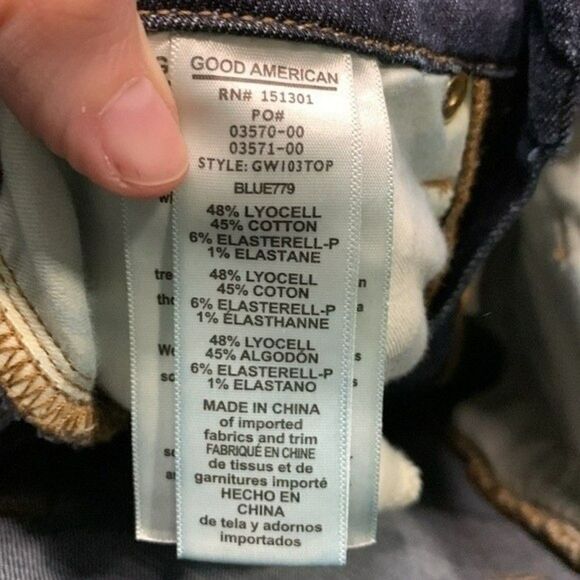 GOOD AMERICAN
RN# 151301
PO#
03570-00
03571-00
STYLE: GW103TOP
BLUE779
48% LYOCELL
45% COTTON
6% ELASTERELL-P
1% ELASTANE
48% LYOCELL
45% COTON
6% ELASTERELL-P
1% ÉLASTHANNE
48% LYOCELL
45% ALGODÓN
6% ELASTERELL-P
1% ELASTANO
MADE IN CHINA
of imported
fabrics and trim
FABRIQUÉ EN CHINE
de tissus et de
garnitures importé
HECHO EN
CHINA
de tela y adornos
importados